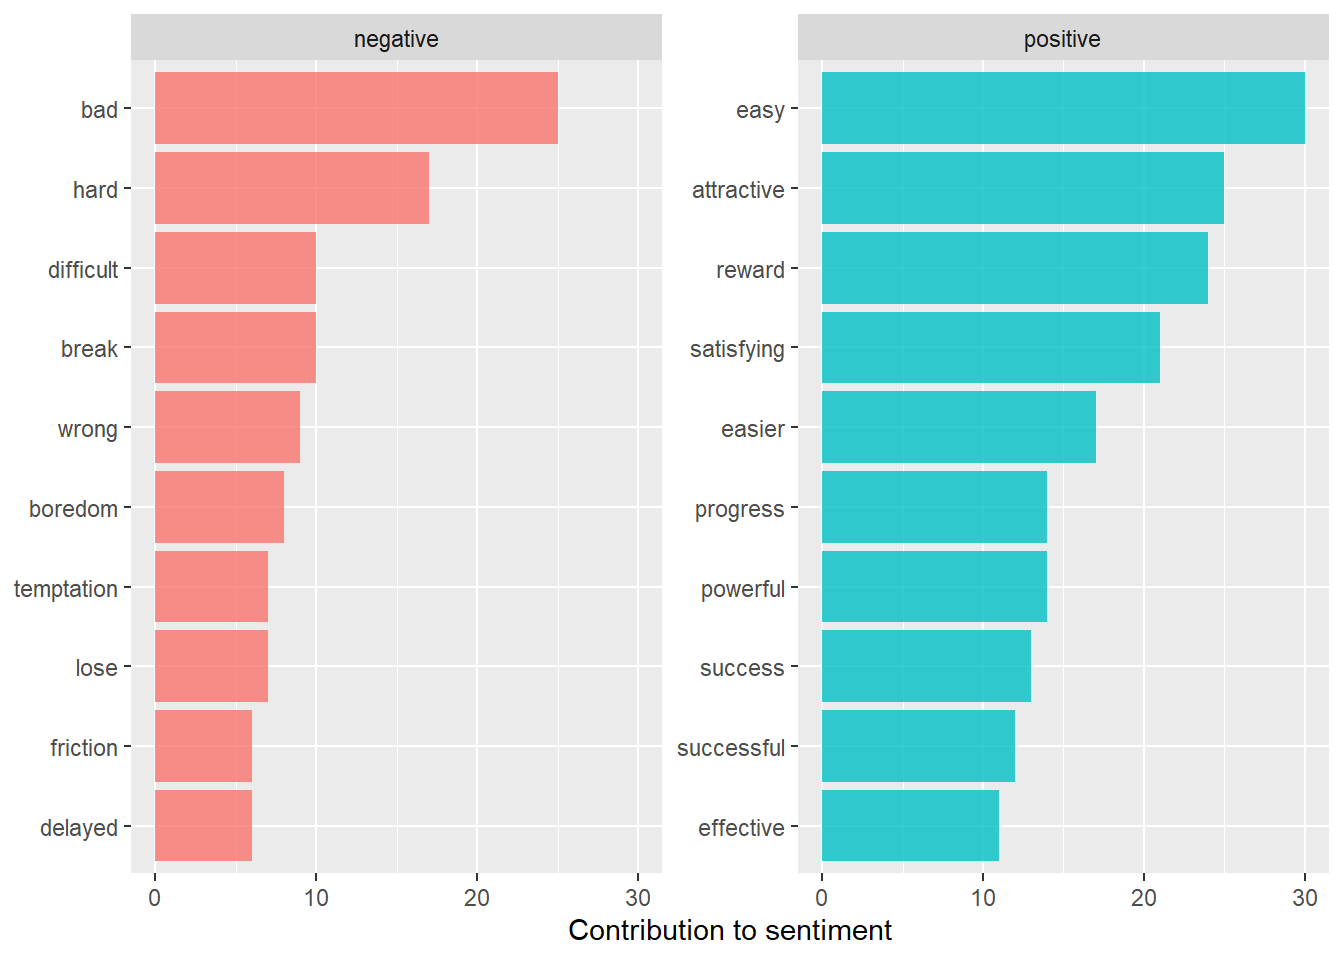 negative
bad
hard
difficult
break
wrong
boredom
temptation
lose
friction
delayed
0 10 20 30
positive
easy
attractive
reward
satisfying
easier
progress
powerful
success
successful
effective
0 10 20 30
Contribution to sentiment